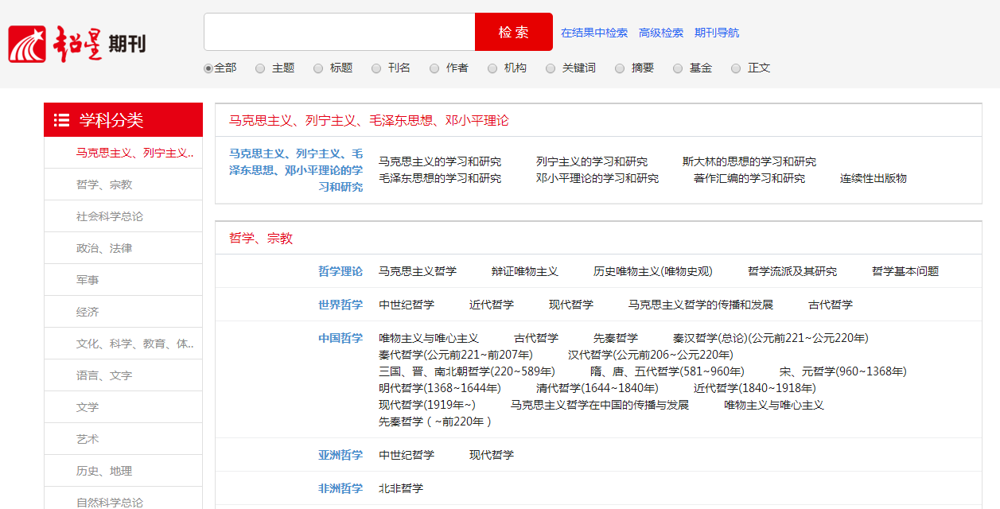 超星 期刊
检 索
在结果中检索 高级检索 期刊导航
全部 主题 标题 刊名 作者 机构 关键词 摘要 基金 正文
学科分类
马克思主义、列宁主义..
哲学、宗教
社会科学总论
政治、法律
军事
经济
文化、科学、教育、体..
语言、文字
文学
艺术
历史、地理
自然科学总论
马克思主义、列宁主义、毛泽东思想、邓小平理论
马克思主义、列宁主义、毛
泽东思想、邓小平理论的学
习和研究
马克思主义的学习和研究 列宁主义的学习和研究 斯大林的思想的学习和研究
毛泽东思想的学习和研究 邓小平理论的学习和研究 著作汇编的学习和研究 连续性出版物
哲学、宗教
哲学理论 马克思主义哲学 辩证唯物主义 历史唯物主义(唯物史观) 哲学流派及其研究 哲学基本问题
世界哲学 中世纪哲学 近代哲学 现代哲学 马克思主义哲学的传播和发展 古代哲学
中国哲学 唯物主义与唯心主义 古代哲学 先秦哲学 秦汉哲学(总论)(公元前221~公元220年)
秦代哲学(公元前221~前207年) 汉代哲学(公元前206~公元220年)
三国、晋、南北朝哲学(220~589年) 隋、唐、五代哲学(581~960年) 宋、元哲学(960~1368年)
明代哲学(1368~1644年) 清代哲学(1644~1840年) 近代哲学(1840~1918年)
现代哲学(1919年~) 马克思主义哲学在中国的传播与发展 唯物主义与唯心主义
先秦哲学（~前220年）
亚洲哲学 中世纪哲学 现代哲学
非洲哲学 北非哲学